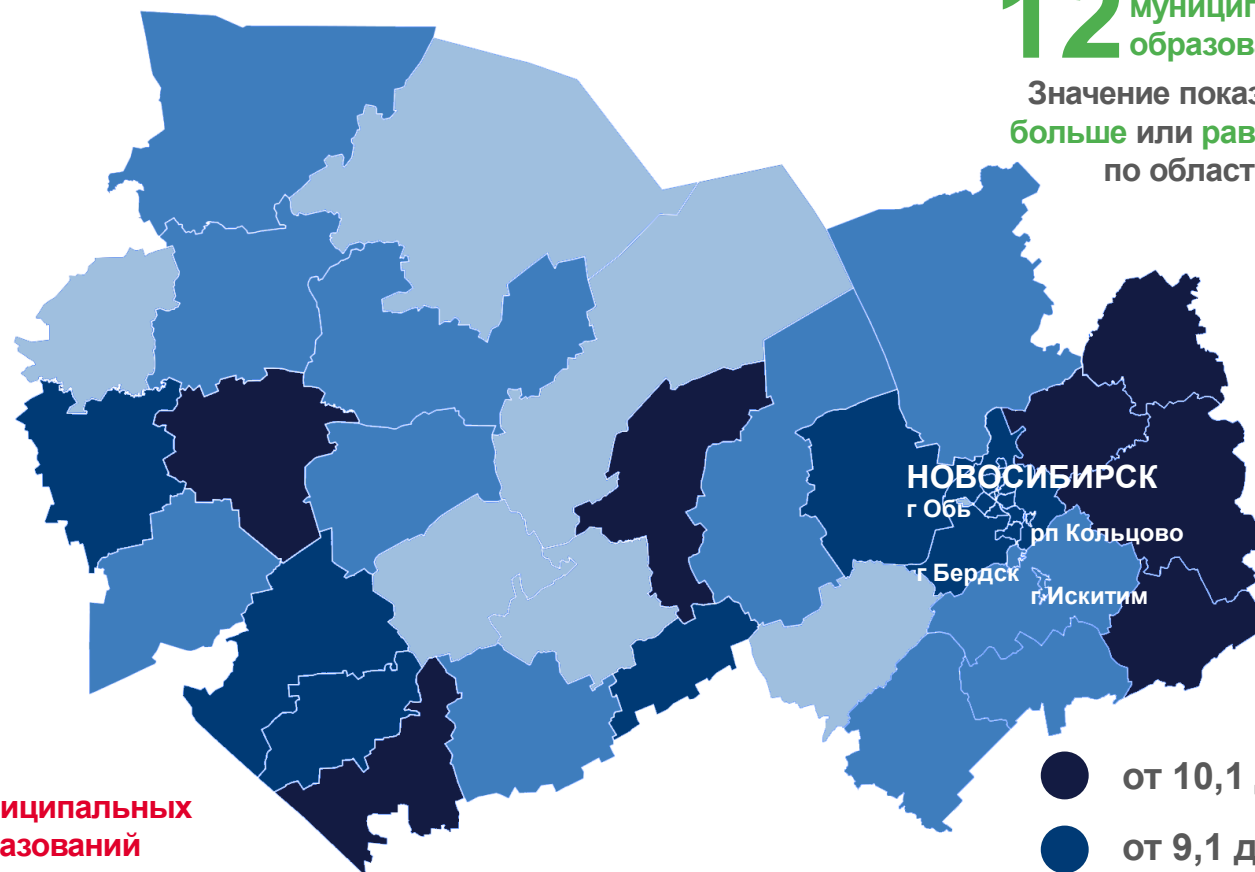 12
муницип
образов
Значение показ
больше или рав
по област
НОВОСИБИРСК
г Обь
рп Кольцово
г Бердск
г.Искитим
от 10,1
от 9,1 д
иципальных
азований